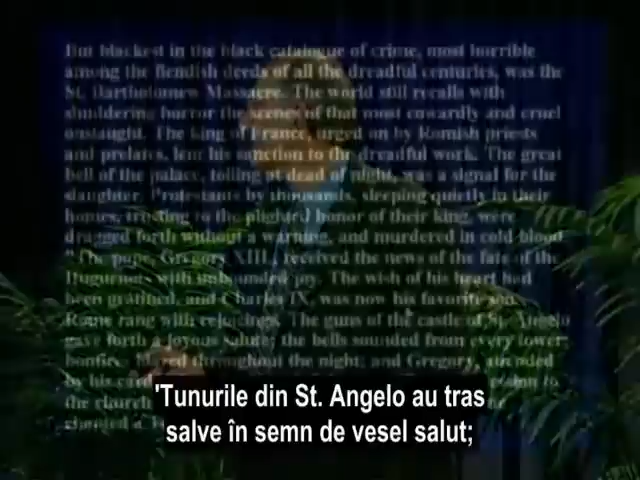 But blackest in the black catalogue of crime, most horrible
among the fiendish deeds of all the dreadful centuries, was the
St. Bartholomew Massacre. The world still recalls with
shuddering horror the scenes of that most cowardly and cruel
onslaught. The king of France, urged on by Romish priests
and prelates, lent his sanction to the dreadful work. The great
bell of the palace, tolling at dead of night, was a signal for the
slaughter. Protestants by thousands, sleeping quietly in their
homes, trusting to the plighted honor of their king, were
dragged forth without a warning, and murdered in cold blood
The pope, Gregory XIII, received the news of the fate of the
Huguenots with unbounded joy. The wish of his heart had
been gratified, and Charles IX, was now his favorite son.
Rome rang with rejoicings. The guns of the castle of St. Angelo
gave forth a joyous salute; the bells sounded from every tower
bonfires blazed throughout the night; and Gregory, attended
by his
the church
'Tunurile din St. Angelo au tras
salve în semn de vesel salut;